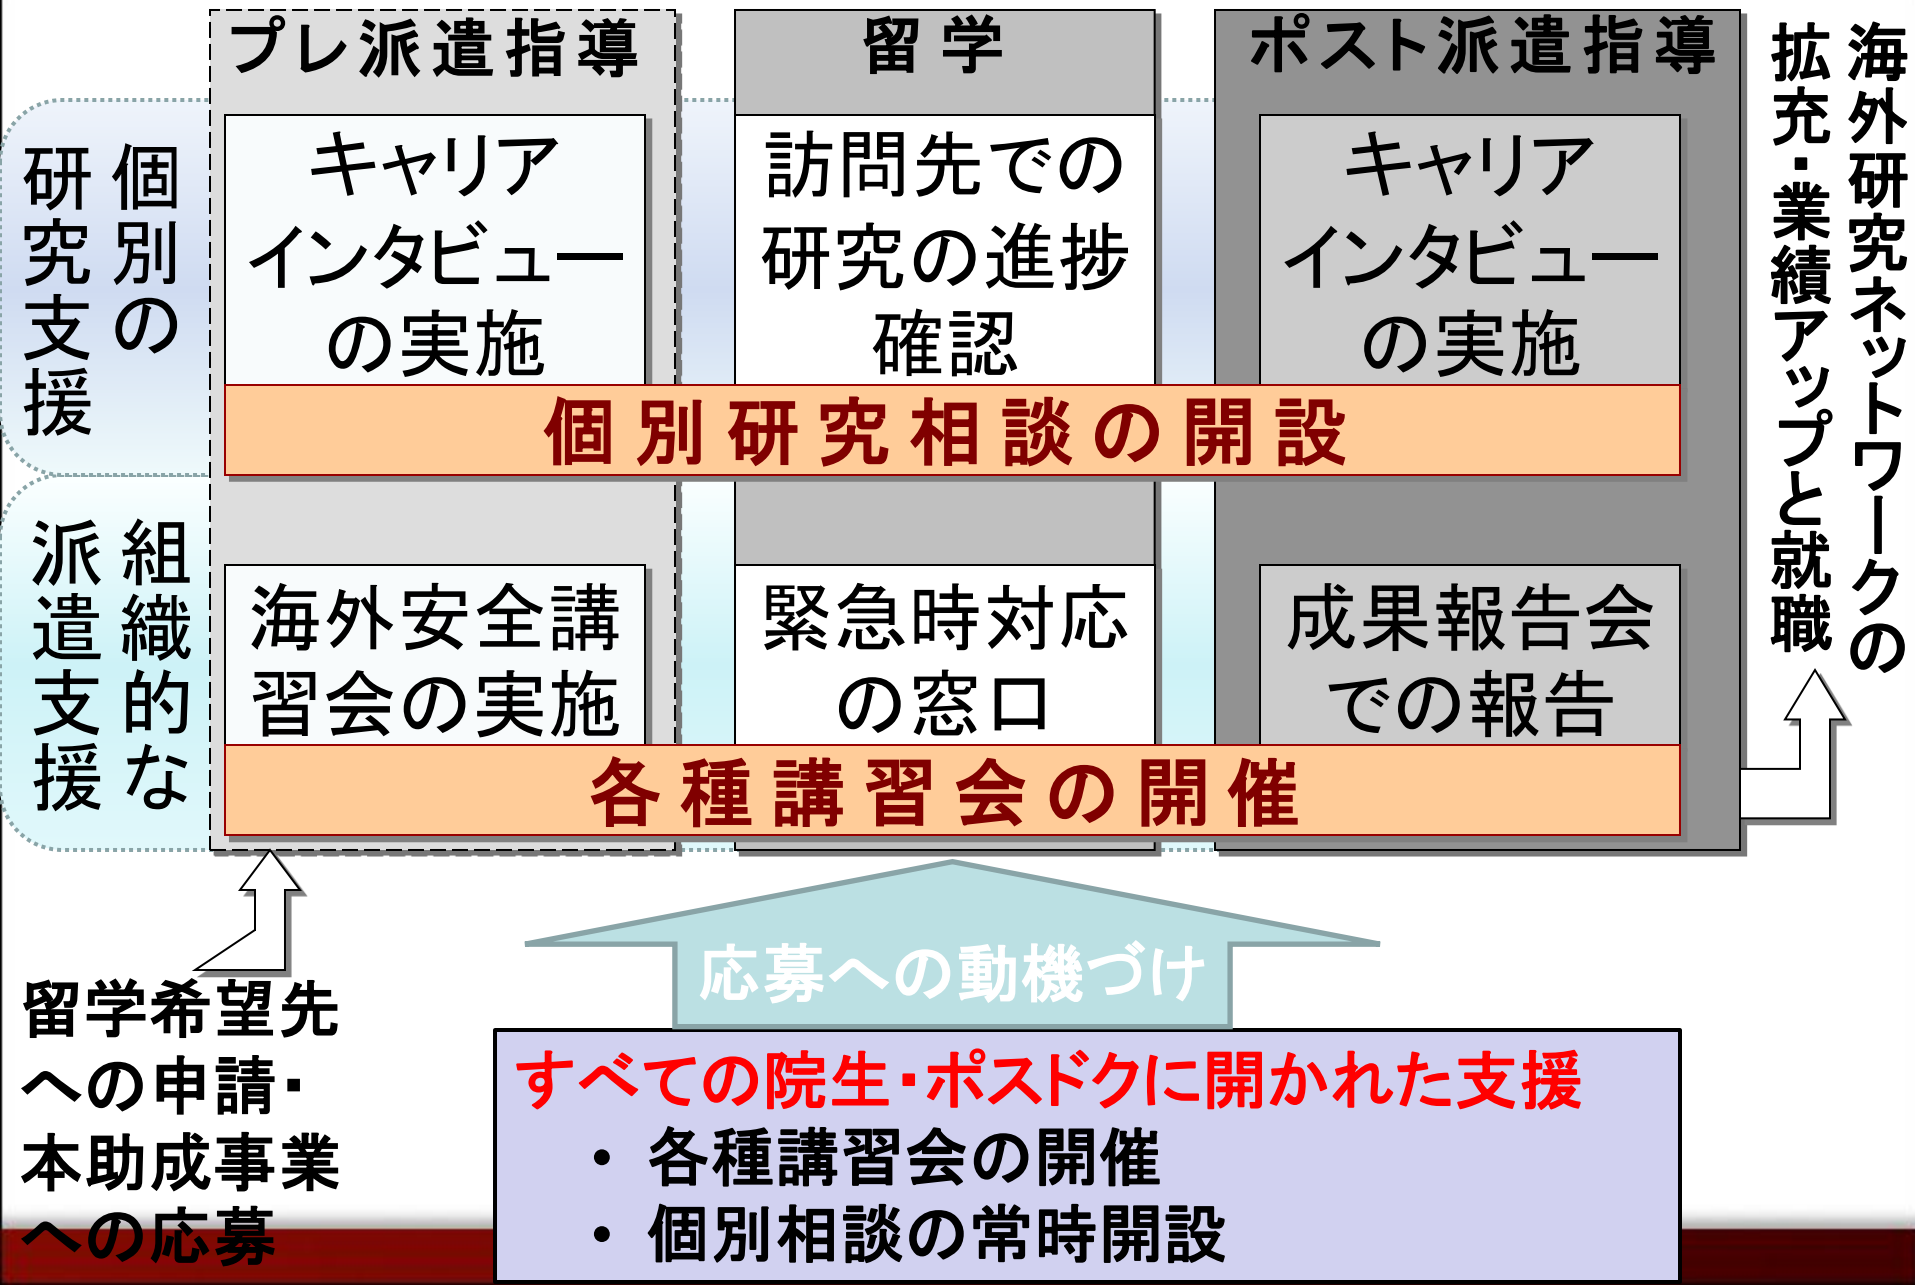 プレ派遣指導
留学
ポスト派遣指導
個別の
研究支援
キャリア
インタビュー
の実施
訪問先での
研究の進捗
確認
キャリア
インタビュー
の実施
個別研究相談の開設
組織的な
派遣支援
海外安全講
習会の実施
緊急時対応
の窓口
成果報告会
での報告
各種講習会の開催
海外研究ネットワークの
拡充・業績アップと就職
留学希望先
への申請・
本助成事業
への応募
応募への動機づけ
すべての院生・ポスドクに開かれた支援
• 各種講習会の開催
• 個別相談の常時開設